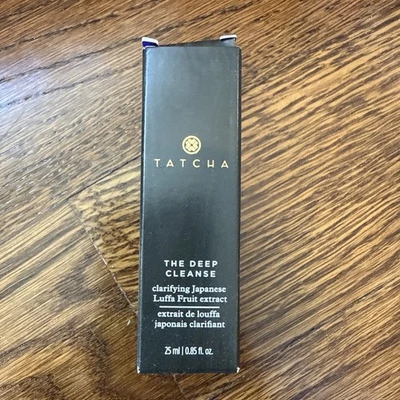 TATCHA
THE DEEP
CLEANSE
clarifying Japanese
Luffa Fruit extract
extrait de louffa
japonais clarifiant
25 ml | 0.85 fl. oz.